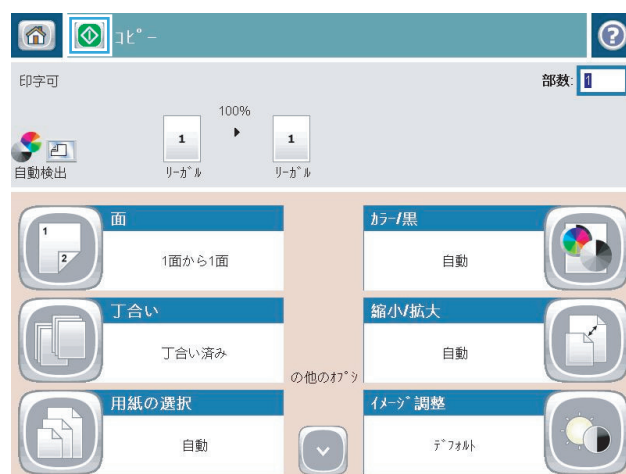 コピー
印字可
部数: 1
100%
1
1
自動検出
リーガル
リーガル
面
1面から1面
カラー/黒
自動
1
2
丁合い
丁合い済み
縮小/拡大
自動
の他のオプシ
用紙の選択
自動
イメージ調整
デフォルト